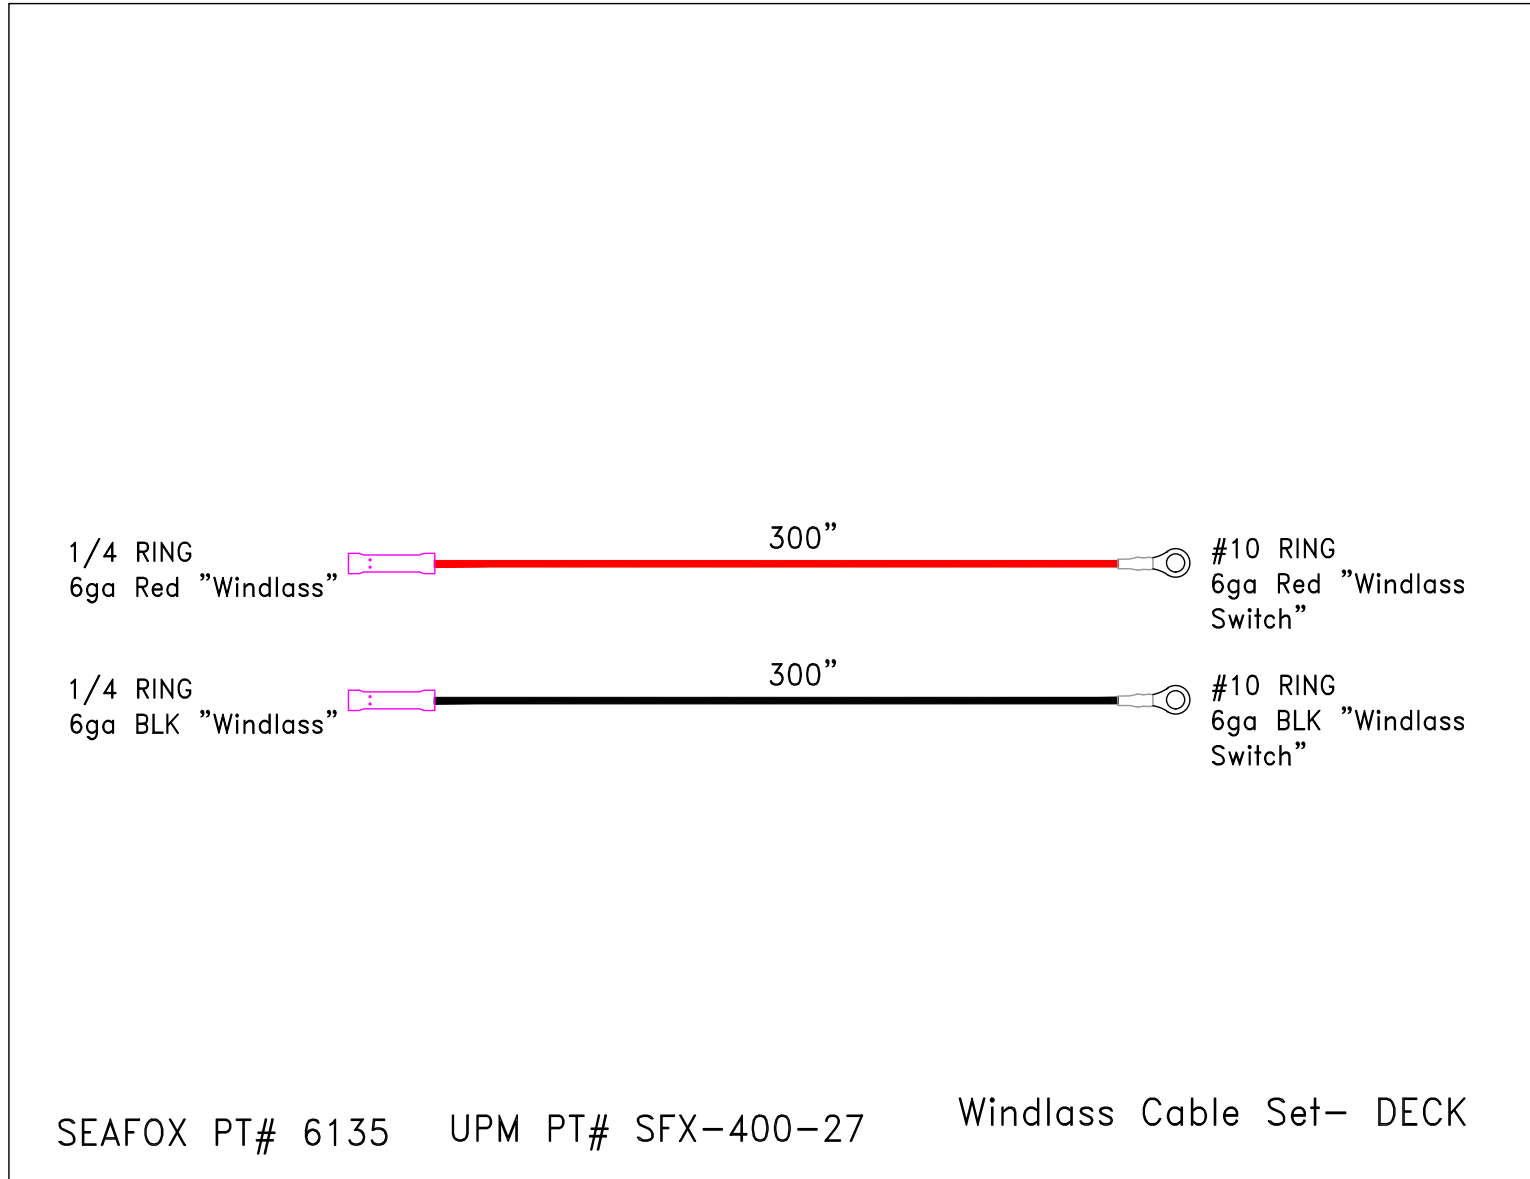 300”
1/4 RING
6ga Red ”Windlass”
#10 RING
6ga Red ”Windlass
Switch”
300”
1/4 RING
6ga BLK ”Windlass”
#10 RING
6ga BLK ”Windlass
Switch”
SEAFOX PT# 6135
UPM PT# SFX-400-27
Windlass Cable Set- DECK